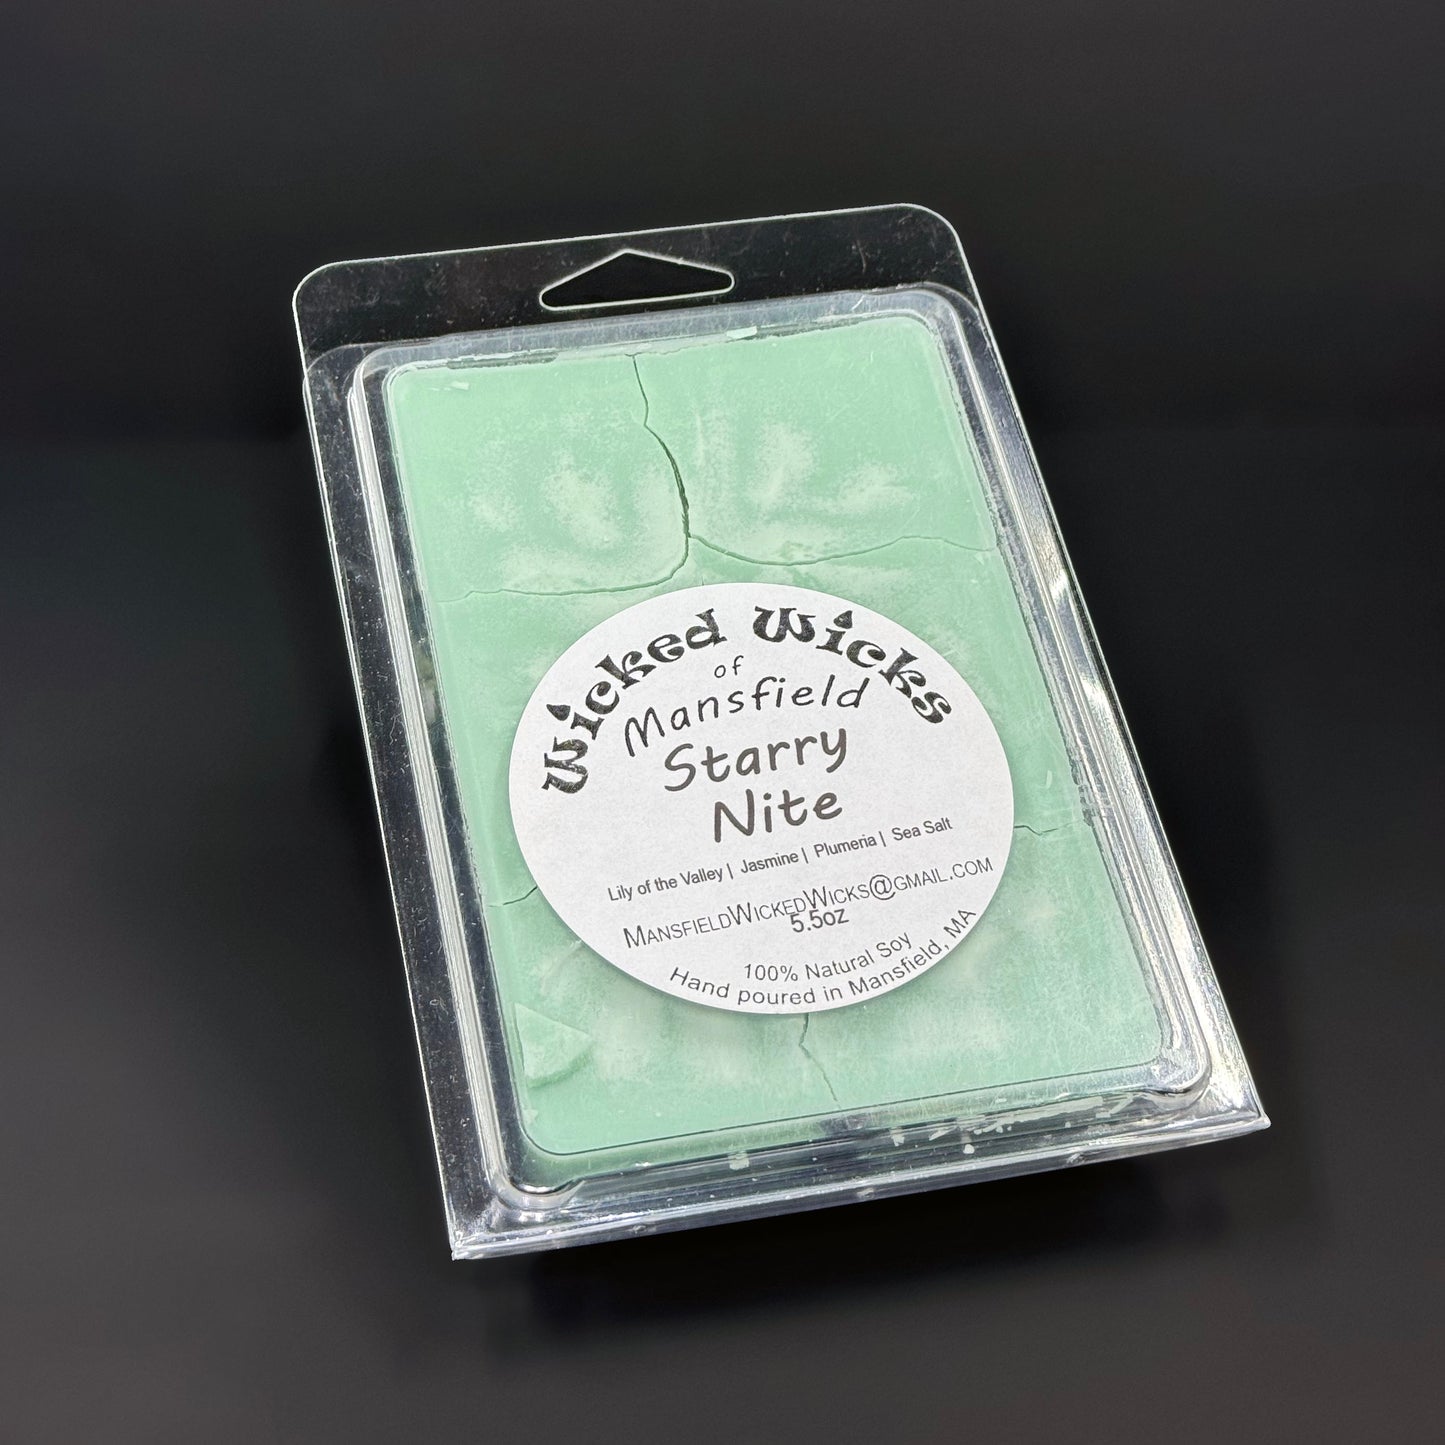 Wicked Wicks
of
Mansfield
Starry
Nite
Lily of the Valley | Jasmine | Plumeria | Sea Salt
MansfieldWickedWicks@gmail.com
5.5oz
100% Natural Soy
Hand poured in Mansfield, MA